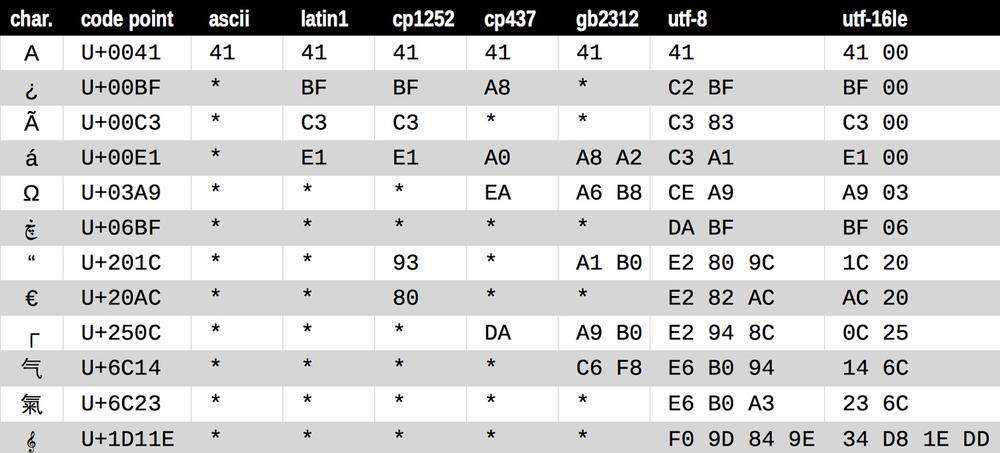 char. code point ascii latin1 cp1252 cp437 gb2312 utf-8 utf-16le
A U+0041 41 41 41 41 41 41 41 00
¿ U+00BF * BF BF A8 * C2 BF BF 00
Ã U+00C3 * C3 C3 * * C3 83 C3 00
á U+00E1 * E1 E1 A0 A8 A2 C3 A1 E1 00
Ω U+03A9 * * * EA A6 B8 CE A9 A9 03
ڿ U+06BF * * * * * DA BF BF 06
“ U+201C * * 93 * A1 B0 E2 80 9C 1C 20
€ U+20AC * * 80 * * E2 82 AC AC 20
┌ U+250C * * * DA A9 B0 E2 94 8C 0C 25
气 U+6C14 * * * * C6 F8 E6 B0 94 14 6C
氣 U+6C23 * * * * * E6 B0 A3 23 6C
𝄞 U+1D11E * * * * * F0 9D 84 9E 34 D8 1E DD